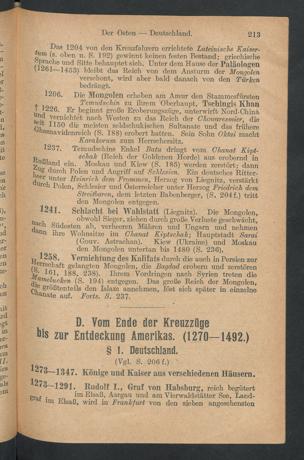 Der Osten — Deutschland. 213
Das 1204 von den Kreuzfahrern errichtete Lateinische Kaiser-
tum (s. oben u. S. 192) gewinnt keinen festen Bestand; griechische
Sprache und Sitte behauptet sich. Unter dem Hause der Paläologen
(1261—1453) bleibt das Reich von dem Ansturm der Mongolen
verschont, wird aber bald danach von den Türken
bedrängt.
1206. Die Mongolen erheben am Amur den Stammesfürsten
Temudschin zu ihrem Oberhaupt, Tschingis Khan
† 1226. Er beginnt große Eroberungszüge, unterwirft Nord-China
und vernichtet nach Westen zu das Reich der Chowaresmier, die
seit 1150 die meisten seldschukischen Sultanate und das frühere
Ghasnavidenreich (S. 188) erobert hatten. Sein Sohn Oktai macht
Karakorum zum Herrschersitz.
1237. Temudschins Enkel Batu dringt vom Chanat Kipt-
schak (Reich der Goldenen Horde) aus erobernd in
Rußland ein. Moskau und Kiew (S. 185) werden zerstört; dann
Zug durch Polen und Angriff auf Schlesien. Ein deutsches Ritter-
heer unter Heinrich dem Frommen, Herzog von Liegnitz, verstärkt
durch Polen, Schlesier und Österreicher unter Herzog Friedrich dem
Streitbaren, dem letzten Babenberger, (S. 204 f.) tritt
den Mongolen entgegen.
1241. Schlacht bei Wahlstatt (Liegnitz). Die Mongolen,
obwohl Sieger, ziehen durch große Verluste geschwächt,
nach Südosten ab, verheeren Mähren und Ungarn und nehmen
dann ihre Wohnsitze im Chanat Kiptschak; Hauptstadt Sarai
(Gouv. Astrachan). Kiew (Ukraine) und Moskau
den Mongolen untertan bis 1480 (S. 236).
1258. Vernichtung des Kalifats durch die auch in Persien zur
Herrschaft gelangten Mongolen, die Bagdad erobern und zerstören
(S. 161, 188, 238). Ihrem Vordringen nach Syrien treten die
Mamelucken (S. 194) entgegen. Das große Reich der Mongolen,
die größtenteils den Islam annehmen, löst sich später in einzelne
Chanate auf. Forts. S. 237.
D. Vom Ende der Kreuzzüge
bis zur Entdeckung Amerikas. (1270—1492.)
§ 1. Deutschland.
(Vgl. S. 206 f.)
1273—1347. Könige und Kaiser aus verschiedenen Häusern.
1273—1291. Rudolf I., Graf von Habsburg, reich begütert
im Elsaß, Aargau und am Vierwaldstätter See, Land-
graf im Elsaß, wird in Frankfurt von den sieben angesehensten